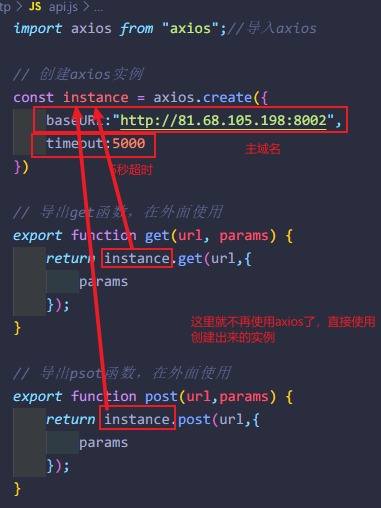 tp > JS api.js > ...
import axios from "axios";//导入axios
// 创建axios实例
const instance = axios.create({
baseURL:"http://81.68.105.198:8002",
timeout:5000
主域名
})
5秒超时
// 导出get函数，在外面使用
export function get(url, params) {
return instance.get(url,{
params
});
}
这里就不再使用axios了，直接使用
创建出来的实例
// 导出psot函数，在外面使用
export function post(url,params) {
return instance.post(url,{
params
});
}